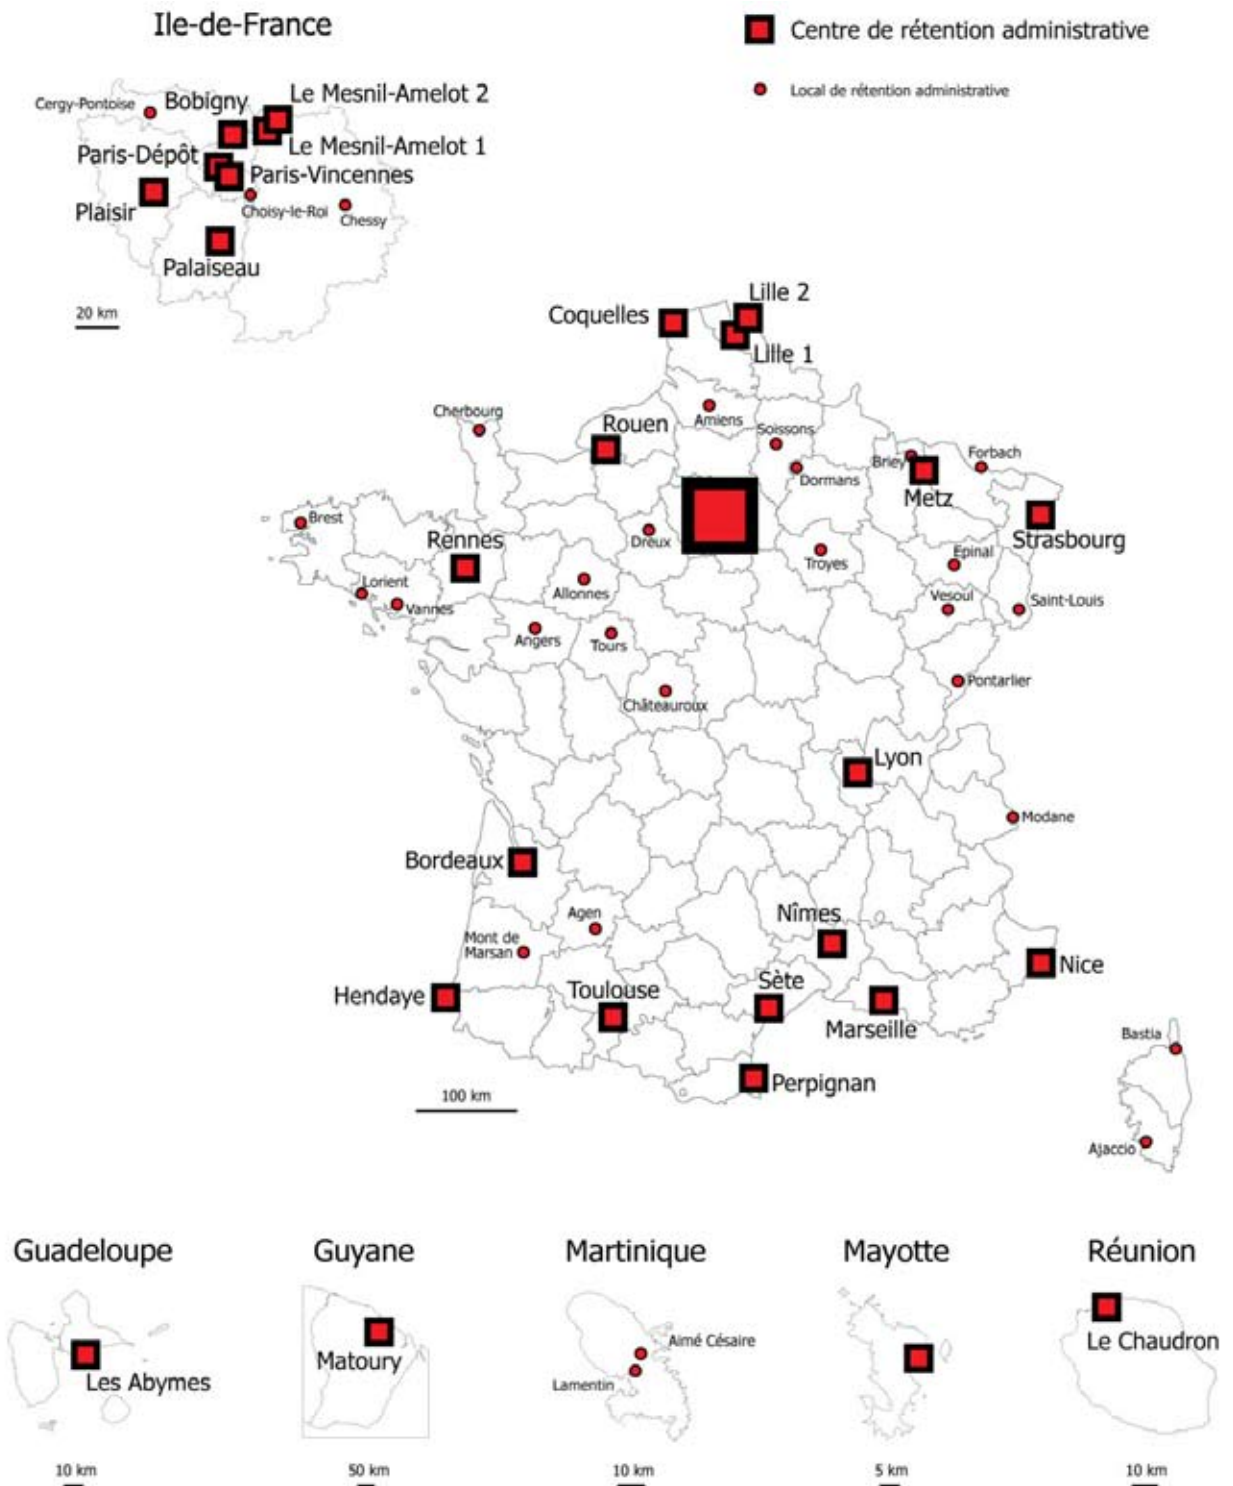 Ile-de-France
Centre de rétention administrative
Local de rétention administrative
Cergy-Pontoise
Bobigny
Le Mesnil-Amelot 2
Le Mesnil-Amelot 1
Paris-Dépôt
Paris-Vincennes
Plaisir
Choisy-le-Roi
Chessy
Palaiseau
20 km
Lille 2
Coquelles
Lille 1
Cherbourg
Rouen
Amiens
Soissons
Briey
Forbach
Dormans
Metz
Brest
Rennes
Dreux
Troyes
Epinal
Strasbourg
Lorient
Vannes
Allonnes
Vesoul
Saint-Louis
Angers
Tours
Pontarlier
Châteauroux
Lyon
Modane
Bordeaux
Agen
Nîmes
Mont de
Marsan
Nice
Hendaye
Toulouse
Sète
Marseille
Bastia
Perpignan
100 km
Ajaccio
Guadeloupe
Guyane
Martinique
Mayotte
Réunion
Aimé Césaire
Le Chaudron
Matoury
Les Abymes
Lamentin
10 km
50 km
10 km
5 km
10 km